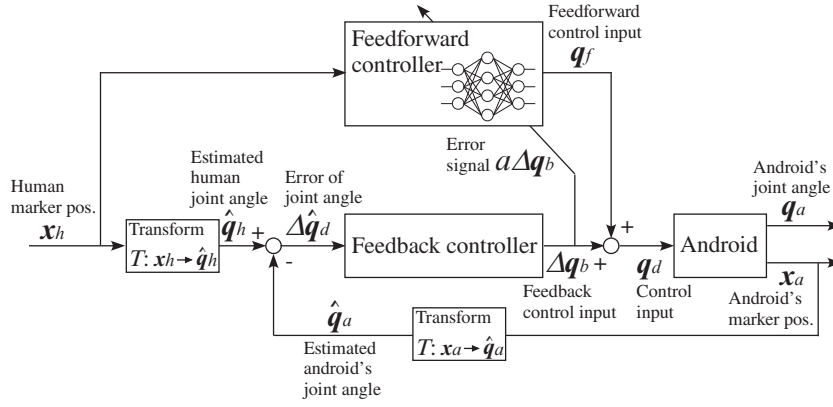 Feedforward
control input
q_f
Feedforward
controller
Error
signal aΔq_b
Estimated
human
joint angle
q̂_h +
Error of
joint angle
Δq̂_d
-
Human
marker pos.
x_h
Transform
T: x_h → q̂_h
Feedback controller
Δq_b +
Feedback
control input
+
q_d
Control
input
Android
Android's
joint angle
q_a
x_a
Android's
marker pos.
q̂_a
Estimated
android's
joint angle
Transform
T: x_a → q̂_a